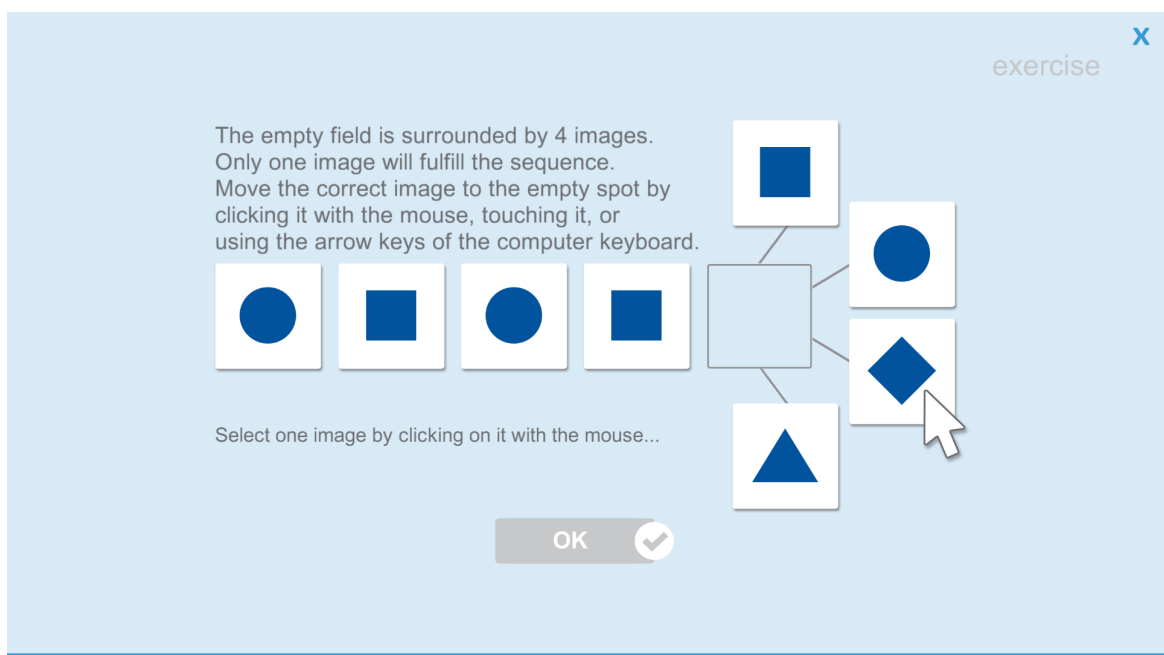 X
exercise
The empty field is surrounded by 4 images.
Only one image will fulfill the sequence.
Move the correct image to the empty spot by
clicking it with the mouse, touching it, or
using the arrow keys of the computer keyboard.
Select one image by clicking on it with the mouse...
OK